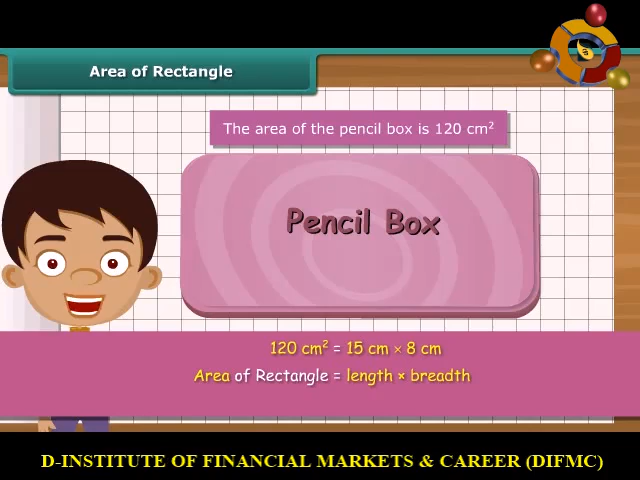 Area of Rectangle
The area of the pencil box is 120 cm²
Pencil Box
120 cm² = 15 cm × 8 cm
Area of Rectangle = length × breadth
D-INSTITUTE OF FINANCIAL MARKETS & CAREER (DIFMC)